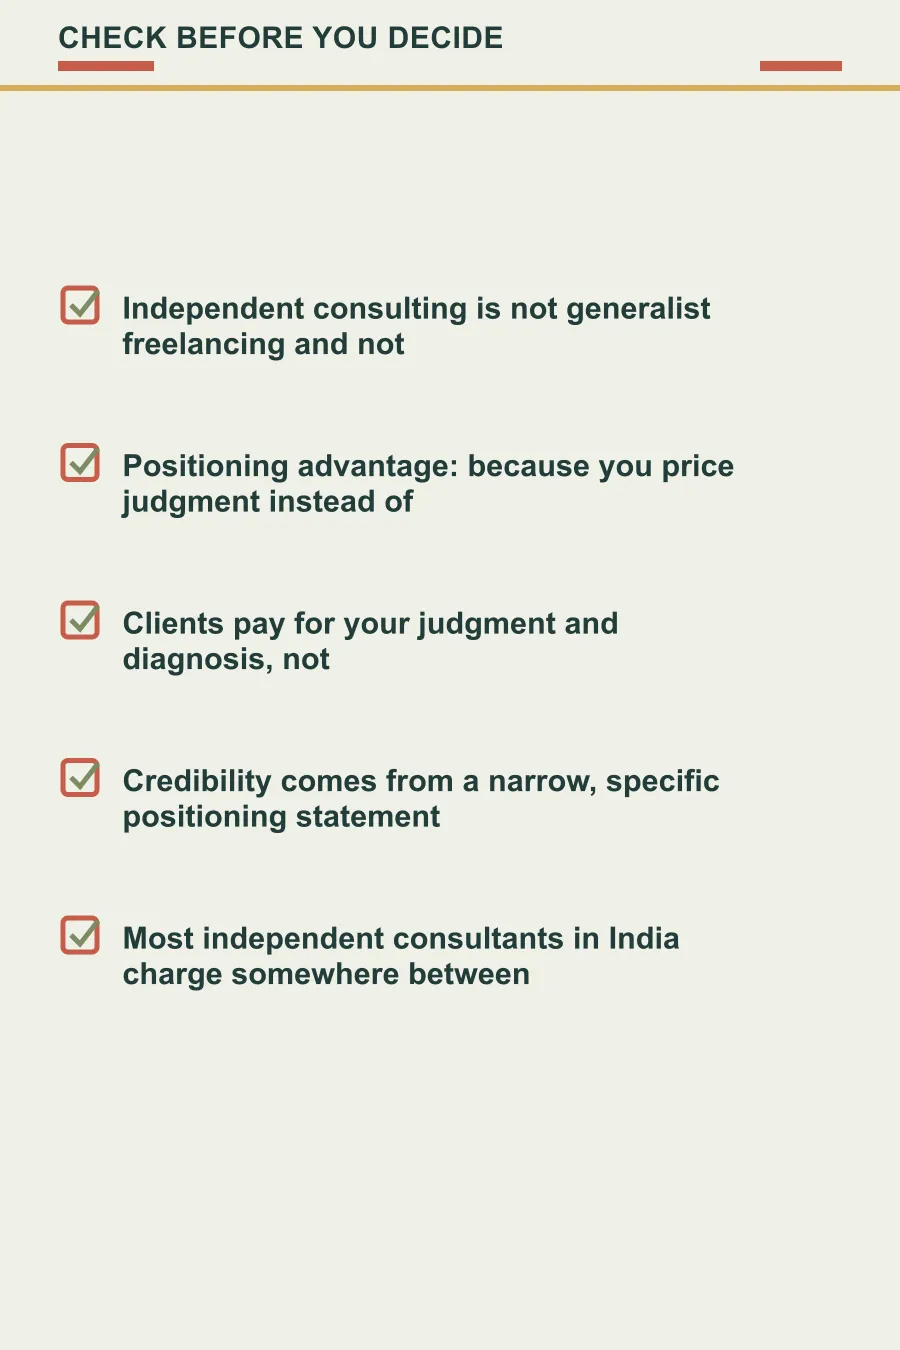 CHECK BEFORE YOU DECIDE
Independent consulting is not generalist
freelancing and not
Positioning advantage: because you price
judgment instead of
Clients pay for your judgment and
diagnosis, not
Credibility comes from a narrow, specific
positioning statement
Most independent consultants in India
charge somewhere between